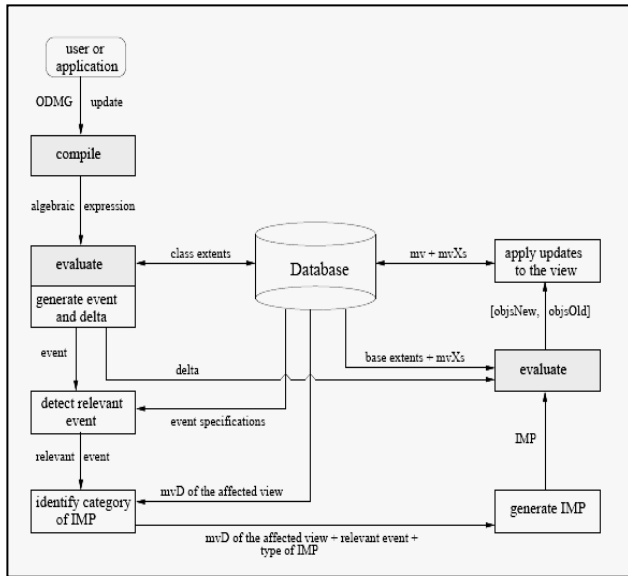 user or
application
ODMG update
compile
algebraic expression
evaluate
class extents
Database
mv + mvXs
apply updates
to the view
generate event
and delta
[objsNew, objsOld]
event
delta
base extents + mvXs
evaluate
detect relevant
event
event specifications
relevant event
IMP
mvD of the affected view
identify category
of IMP
generate IMP
mvD of the affected view + relevant event +
type of IMP